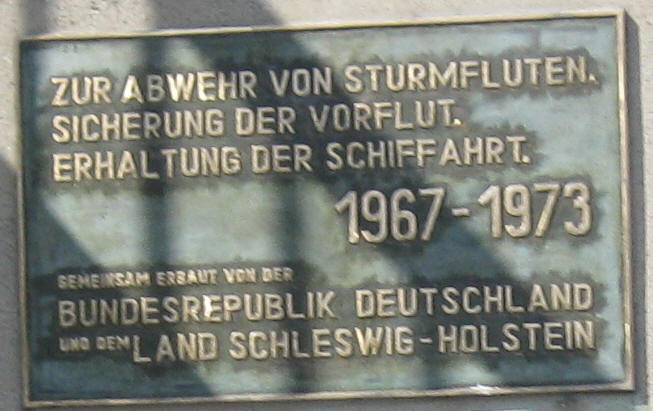 ZUR ABWEHR VON STURMFLUTEN.
SICHERUNG DER VORFLUT.
ERHALTUNG DER SCHIFFAHRT.
1967-1973
GEMEINSAM ERBAUT VON DER
BUNDESREPUBLIK DEUTSCHLAND
UND DEM LAND SCHLESWIG-HOLSTEIN